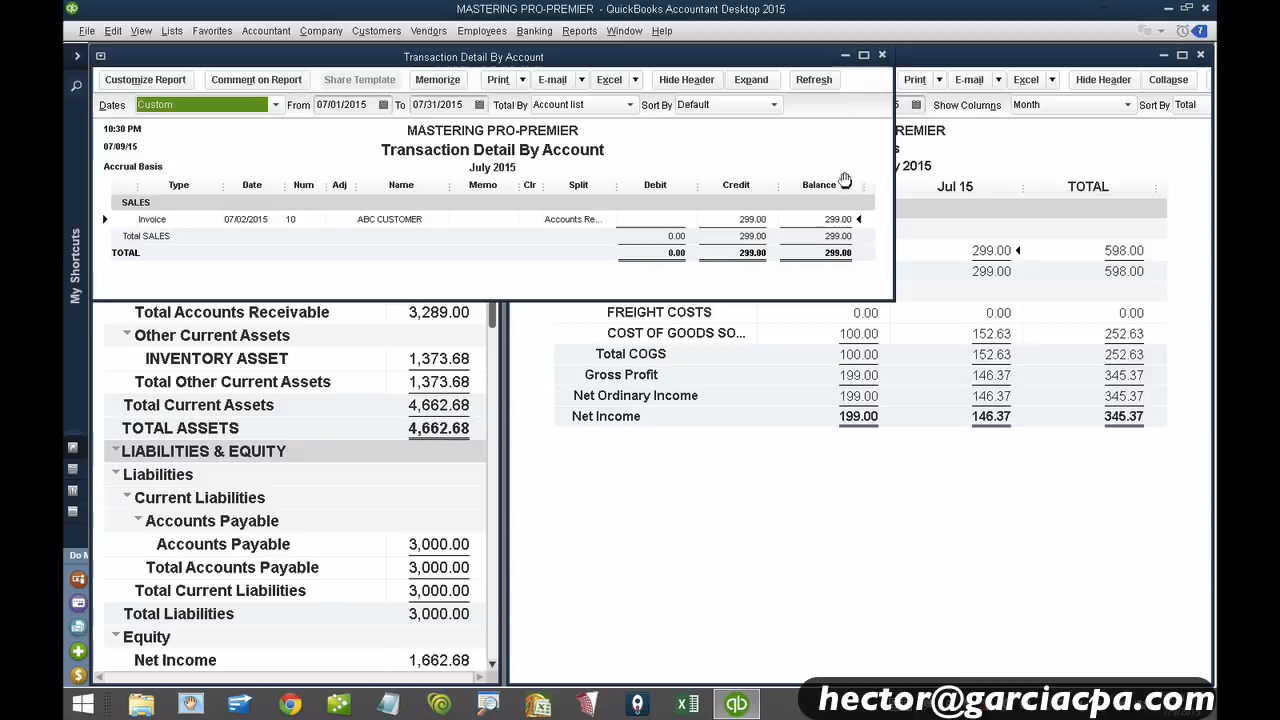 MASTERING PRO-PREMIER - QuickBooks Accountant Desktop 2015
File Edit View Lists Favorites Accountant Company Customers Vendors Employees Banking Reports Window Help 7
Transaction Detail By Account
Customize Report Comment on Report Share Template Memorize Print E-mail Excel Hide Header Expand Refresh
Print E-mail Excel Hide Header Collapse
Dates Custom From 07/01/2015 To 07/31/2015 Total By Account list Sort By Default
Show Columns Month Sort By Total
10:30 PM
07/09/15
Accrual Basis
MASTERING PRO-PREMIER
Transaction Detail By Account
July 2015
Type Date Num Adj Name Memo Clr Split Debit Credit Balance
SALES
Invoice 07/02/2015 10 ABC CUSTOMER Accounts Re... 299.00 299.00
Total SALES 0.00 299.00 299.00
TOTAL 0.00 299.00 299.00
REMIER
s
y 2015
Jul 15 TOTAL
299.00 598.00
299.00 598.00
FREIGHT COSTS 0.00 0.00 0.00
COST OF GOODS SO... 100.00 152.63 252.63
Total COGS 100.00 152.63 252.63
Gross Profit 199.00 146.37 345.37
Net Ordinary Income 199.00 146.37 345.37
Net Income 199.00 146.37 345.37
My Shortcuts
Do M
Total Accounts Receivable 3,289.00
Other Current Assets
INVENTORY ASSET 1,373.68
Total Other Current Assets 1,373.68
Total Current Assets 4,662.68
TOTAL ASSETS 4,662.68
LIABILITIES & EQUITY
Liabilities
Current Liabilities
Accounts Payable
Accounts Payable 3,000.00
Total Accounts Payable 3,000.00
Total Current Liabilities 3,000.00
Total Liabilities 3,000.00
Equity
Net Income 1,662.68
hector@garciacpa.com